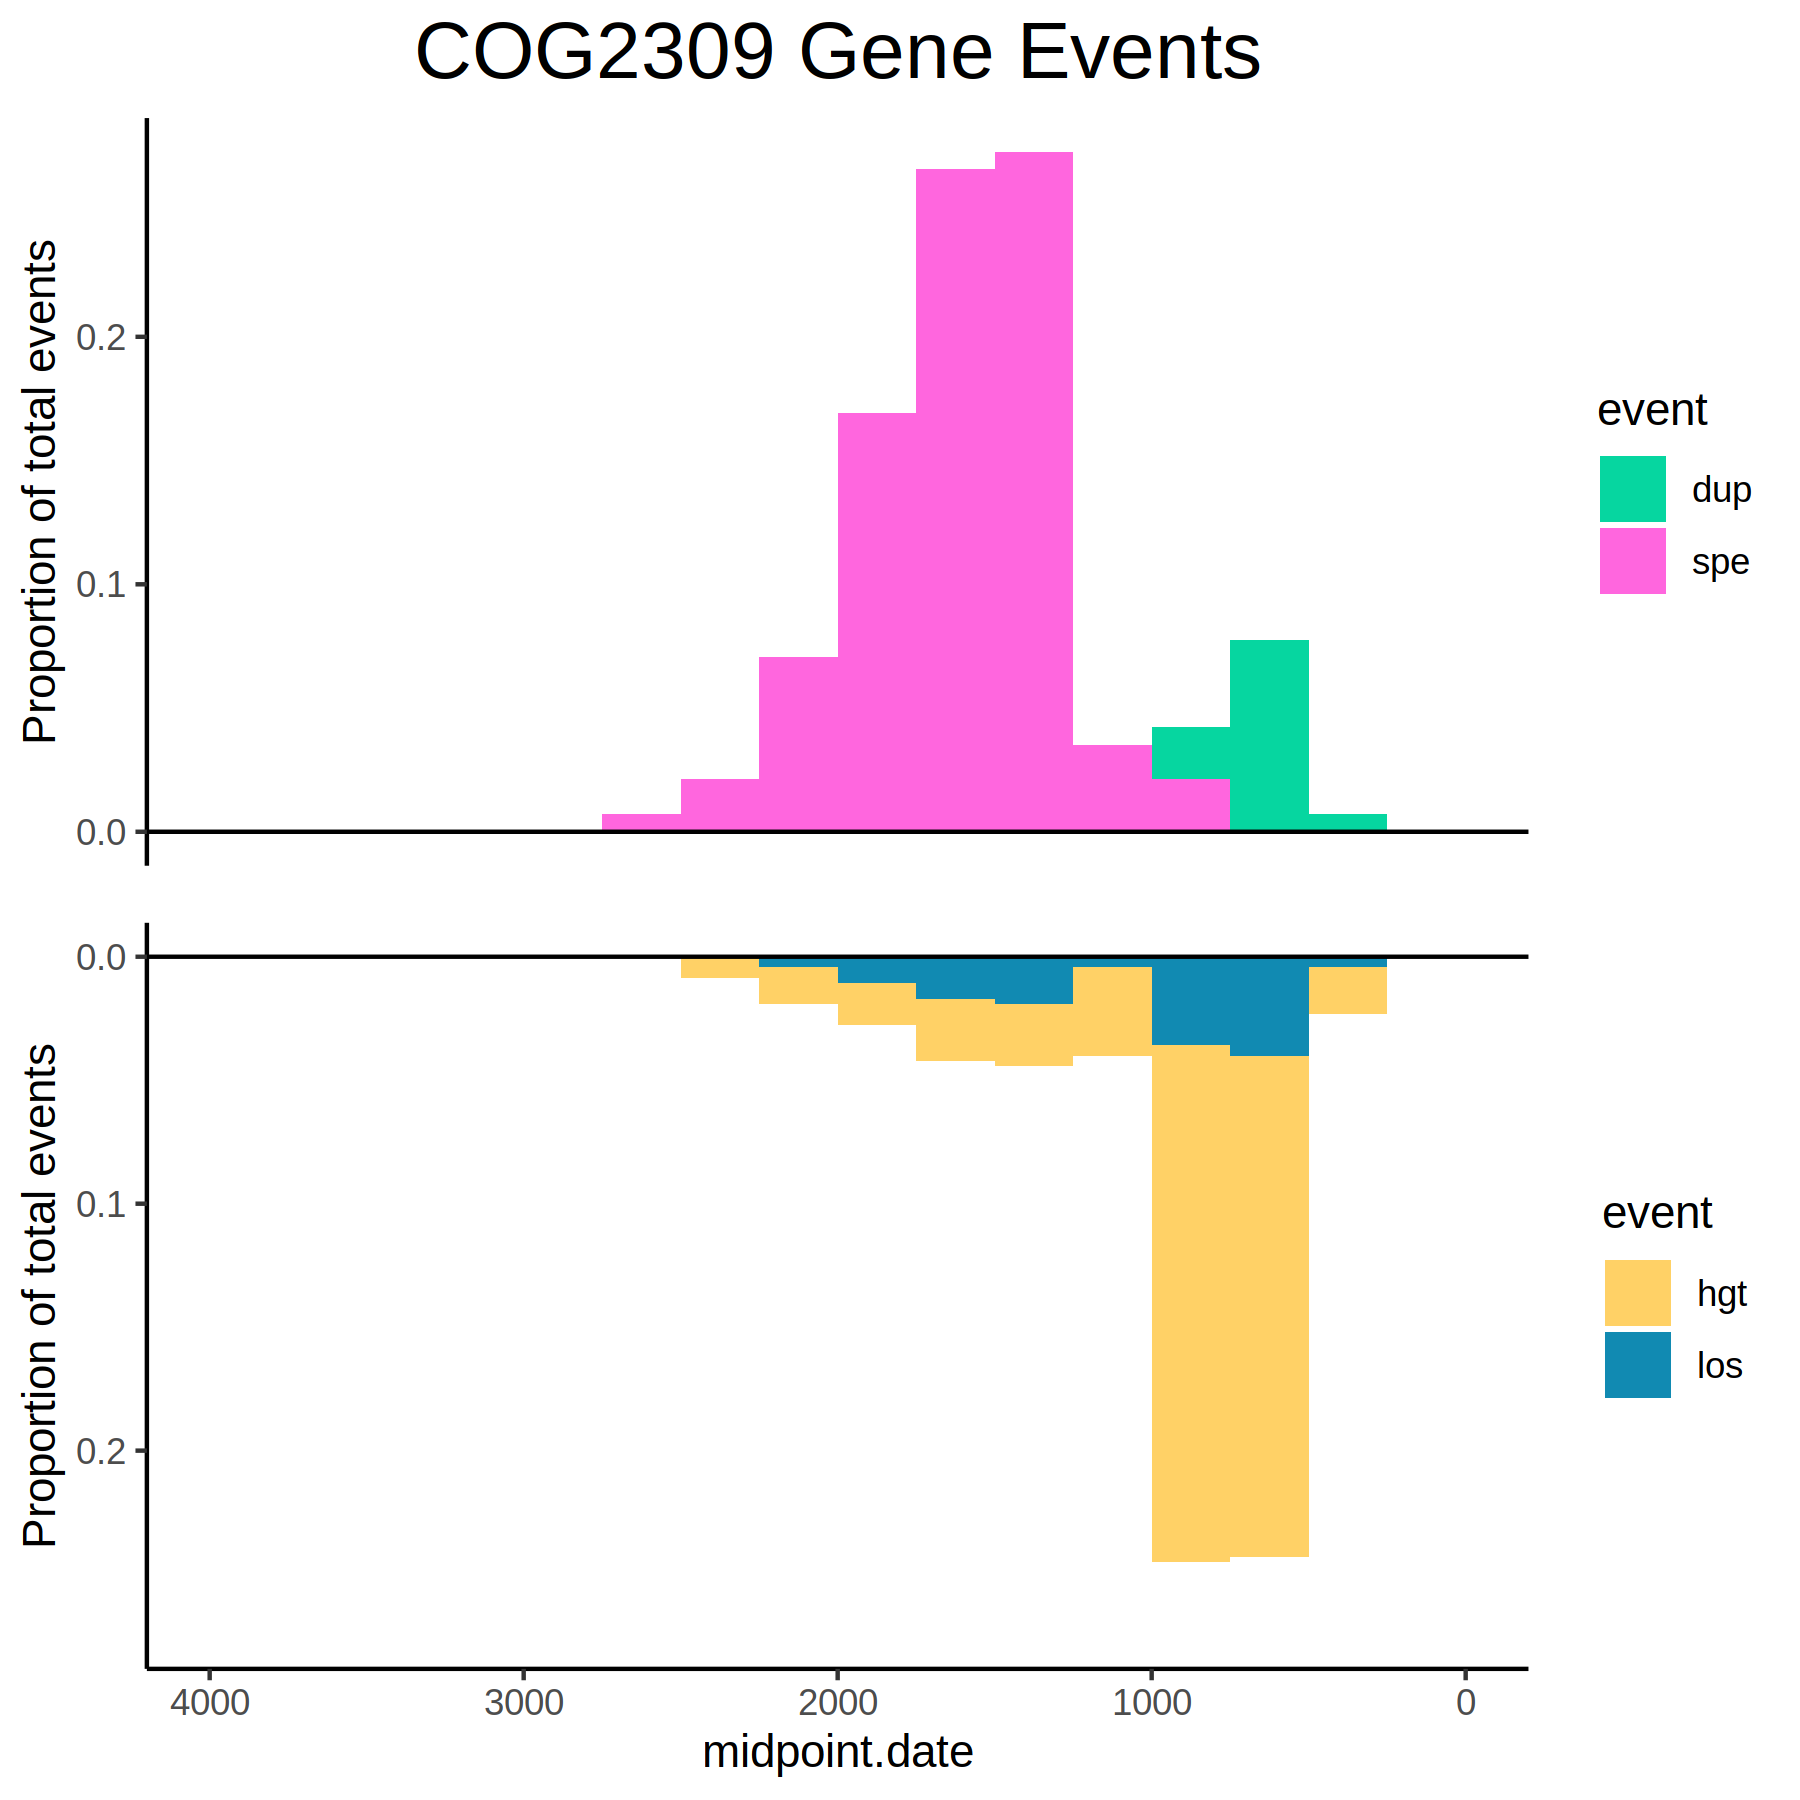 COG2309 Gene Events
Proportion of total events
0.2
0.1
0.0
event
dup
spe
Proportion of total events
0.0
0.1
0.2
event
hgt
los
4000 3000 2000 1000 0
midpoint.date